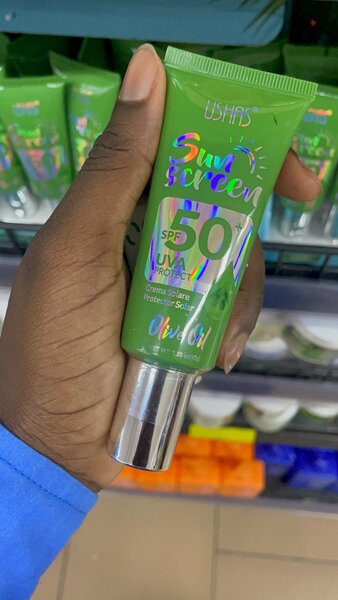 USHAS®
Sun
screen
SPF 50+
UVA
PROTECT
Crema Solare
Protector Solar
Olive Oil